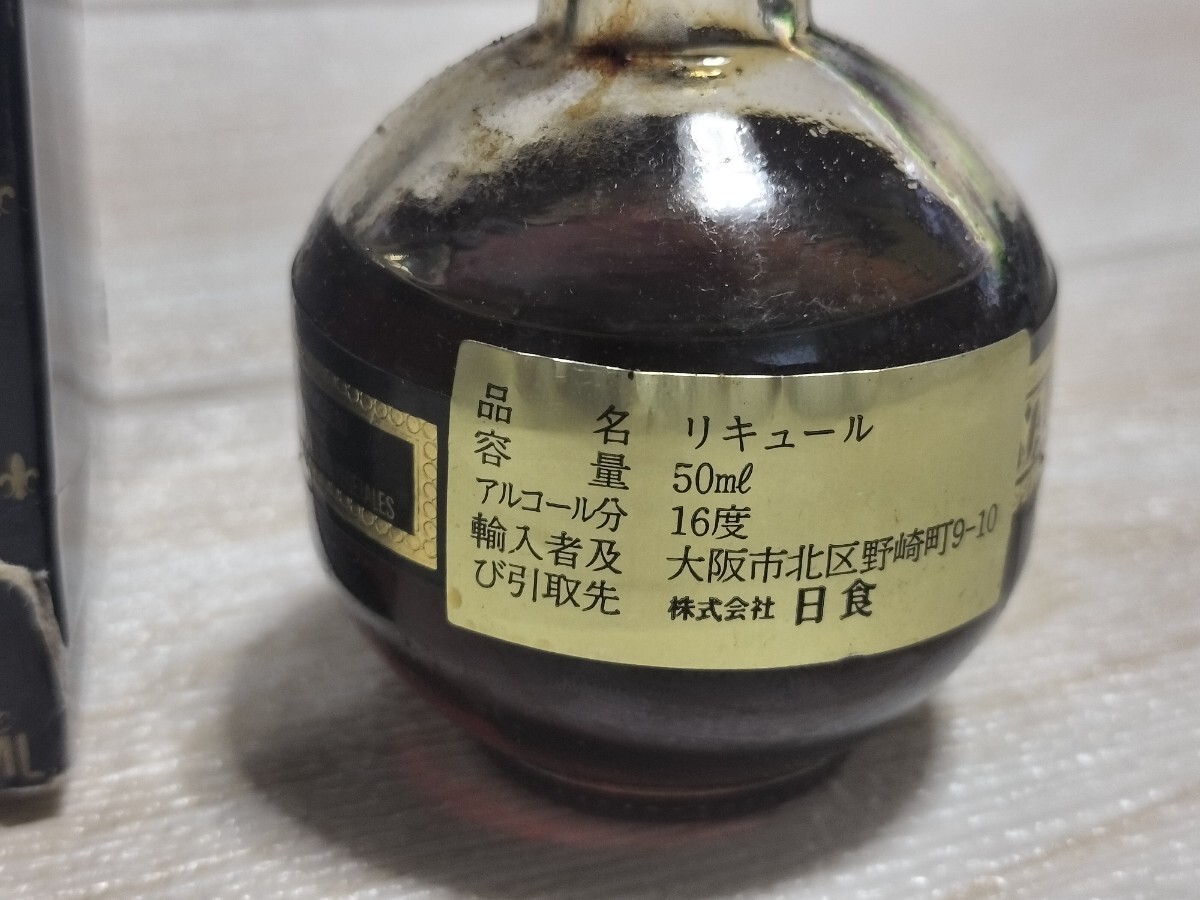 品名 リキュール
容量 50mℓ
アルコール分 16度
輸入者及び引取先 大阪市北区野崎町9-10
株式会社 日食
ML